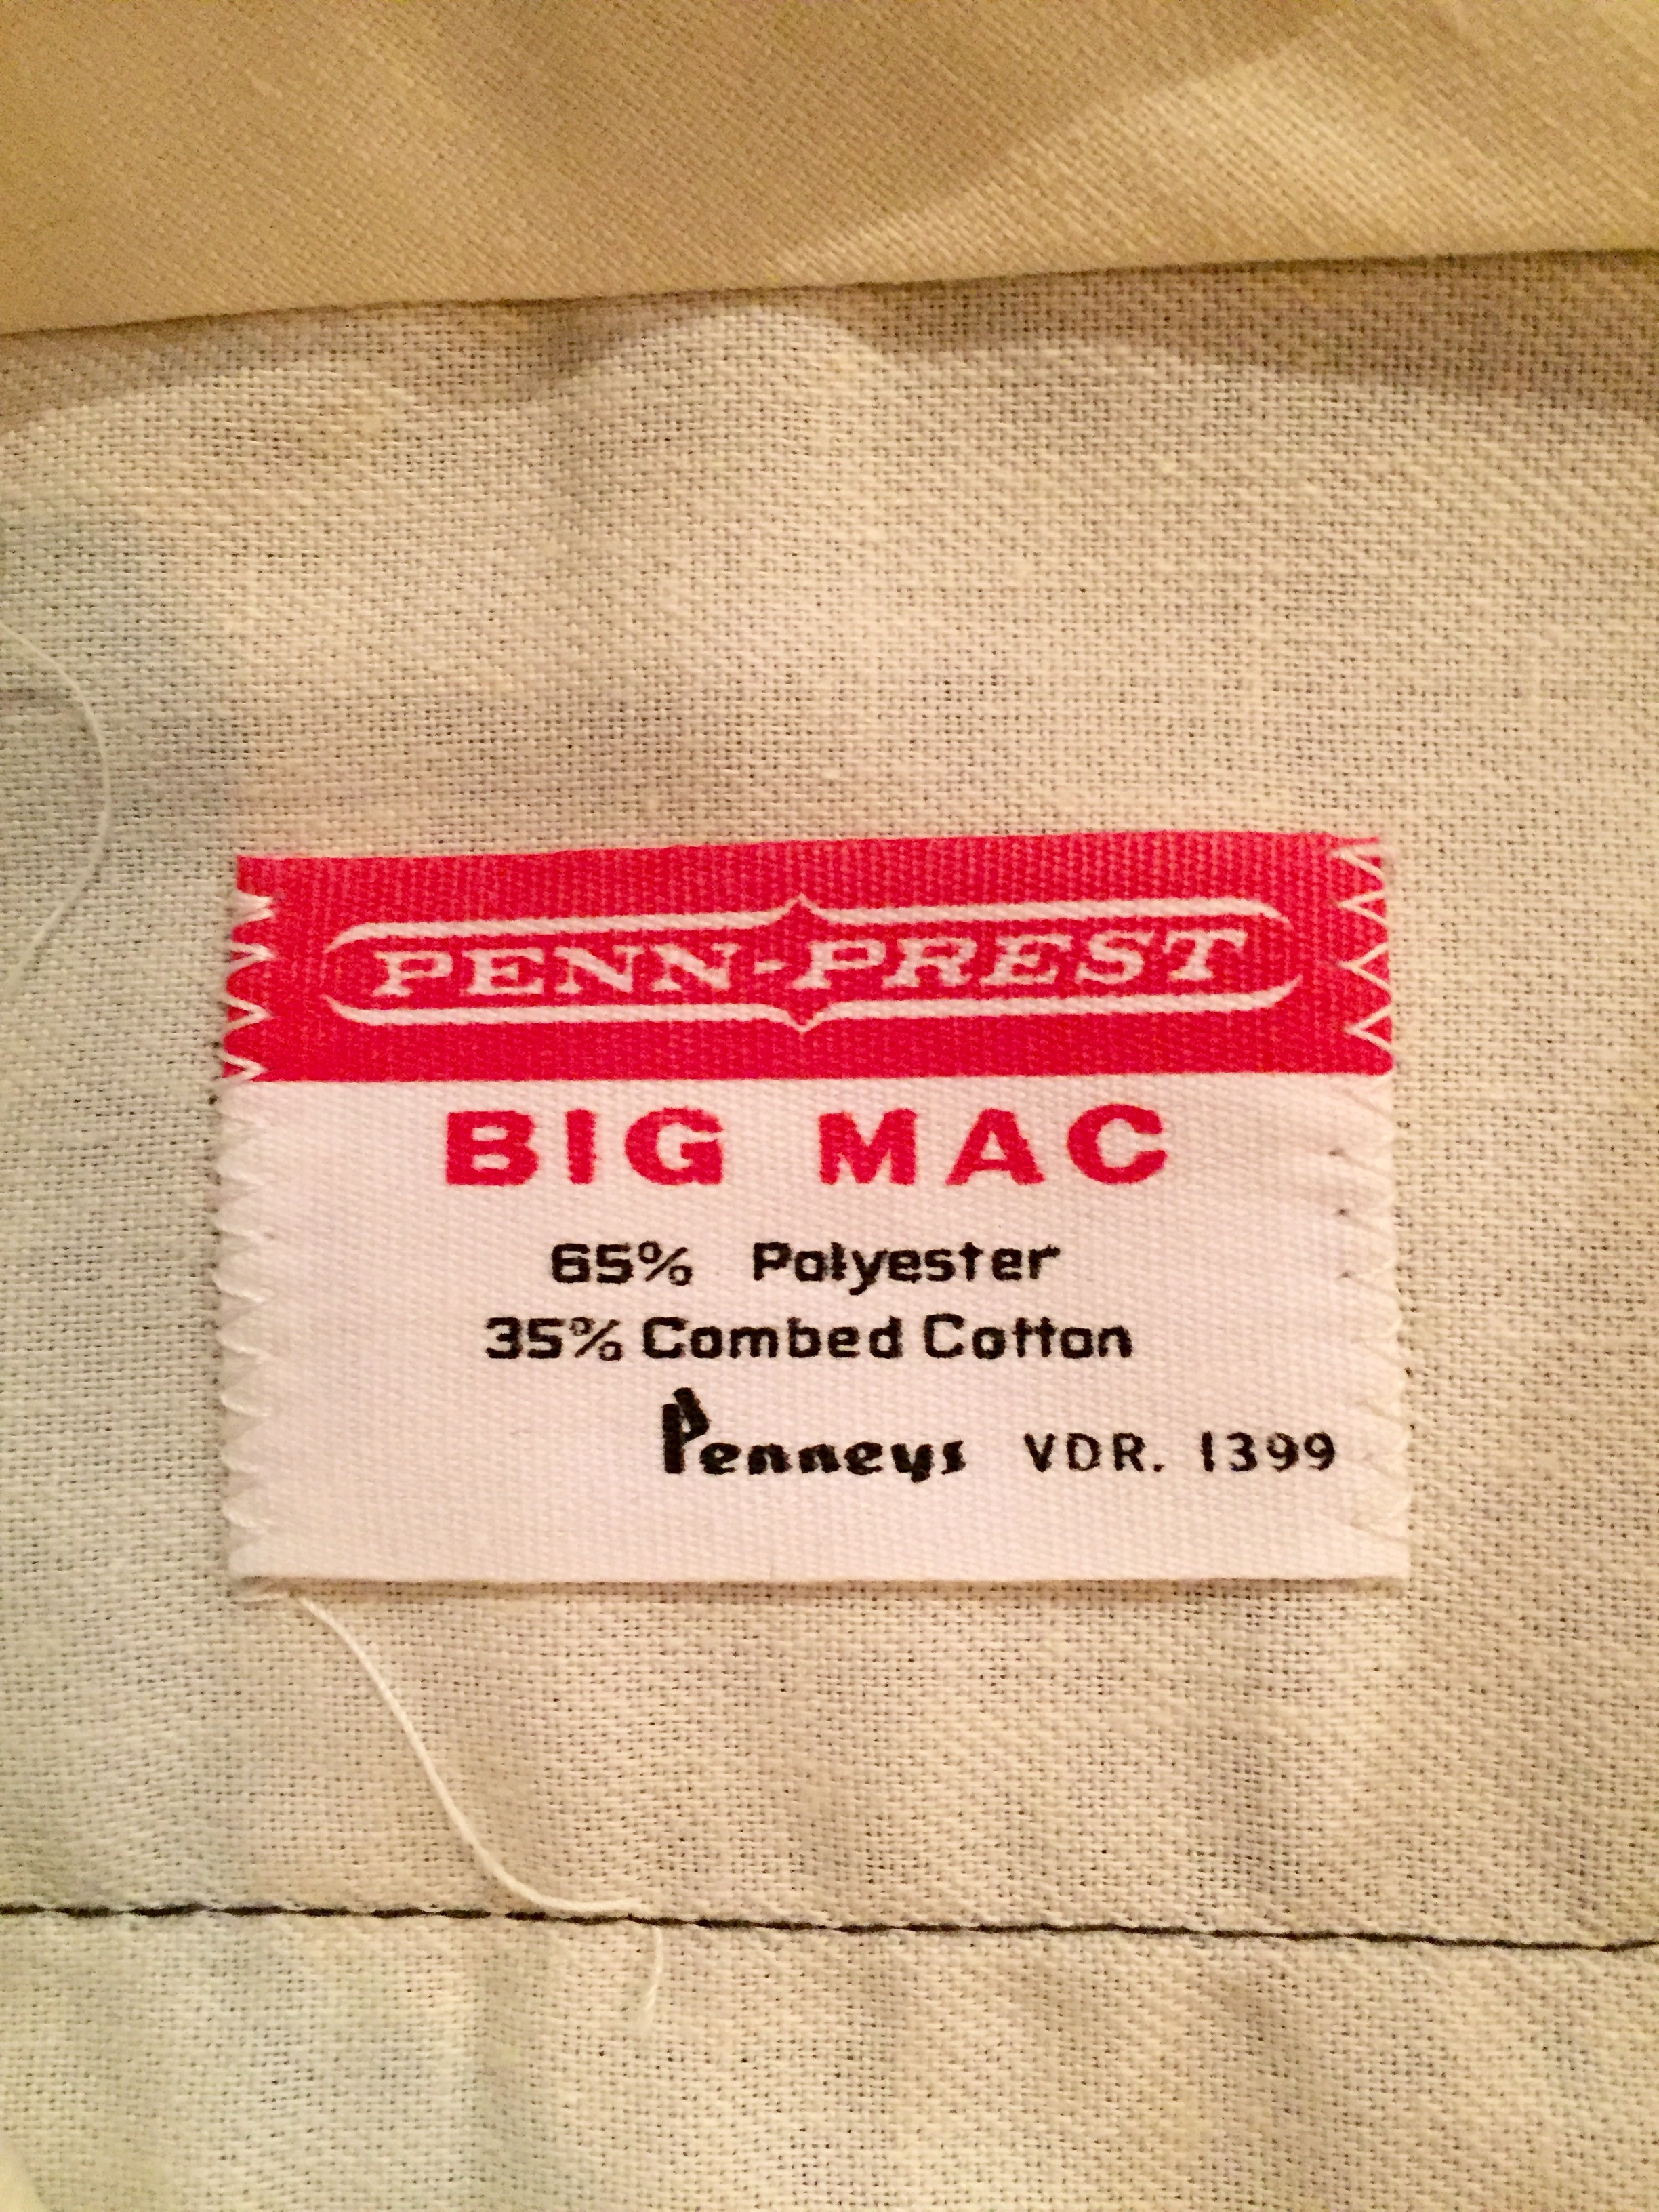 PENN-PREST
BIG MAC
65% Polyester
35% Combed Cotton
Penneys VDR. 1399